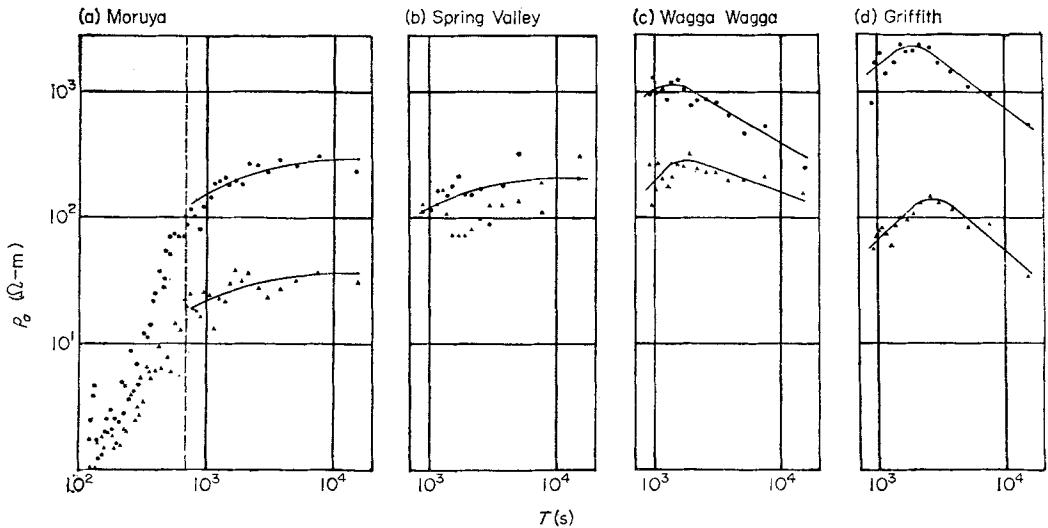 (a) Moruya
(b) Spring Valley
(c) Wagga Wagga
(d) Griffith
10³
10²
10¹
ρₐ (Ω-m)
10² 10³ 10⁴
10³ 10⁴
10³ 10⁴
10³ 10⁴
T(s)